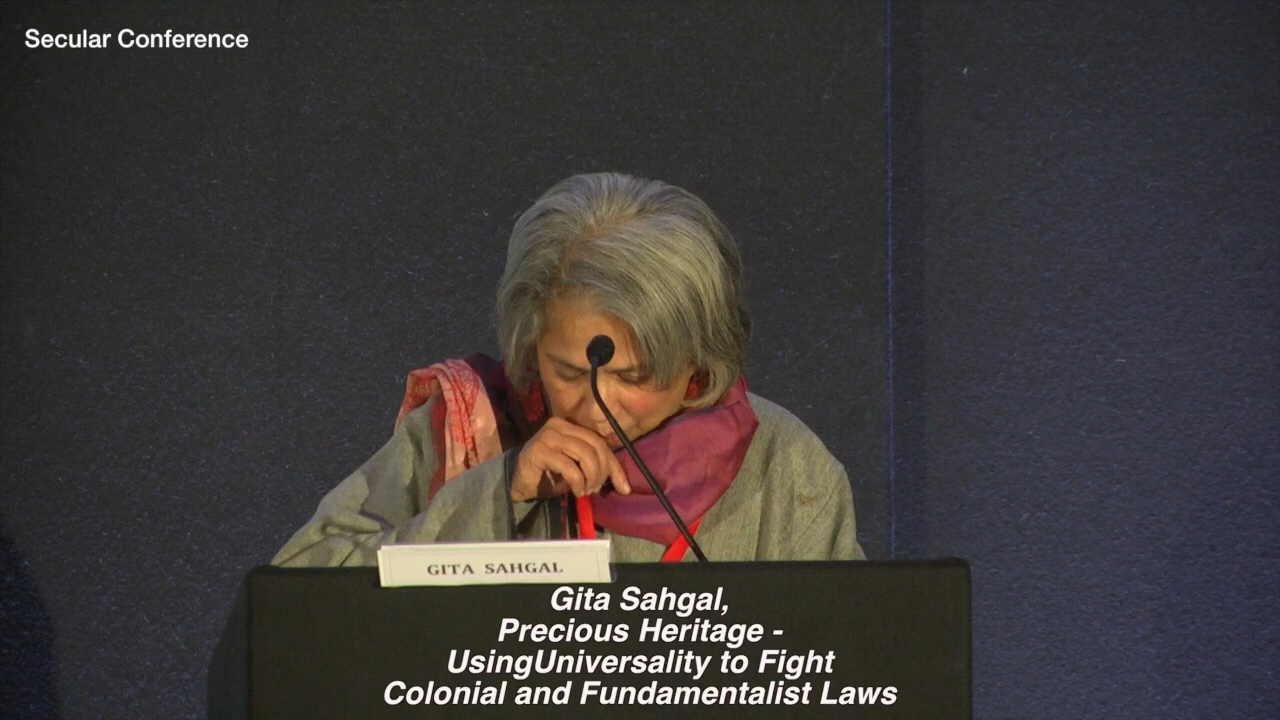 Secular Conference
GITA SAHGAL
Gita Sahgal,
Precious Heritage -
UsingUniversality to Fight
Colonial and Fundamentalist Laws